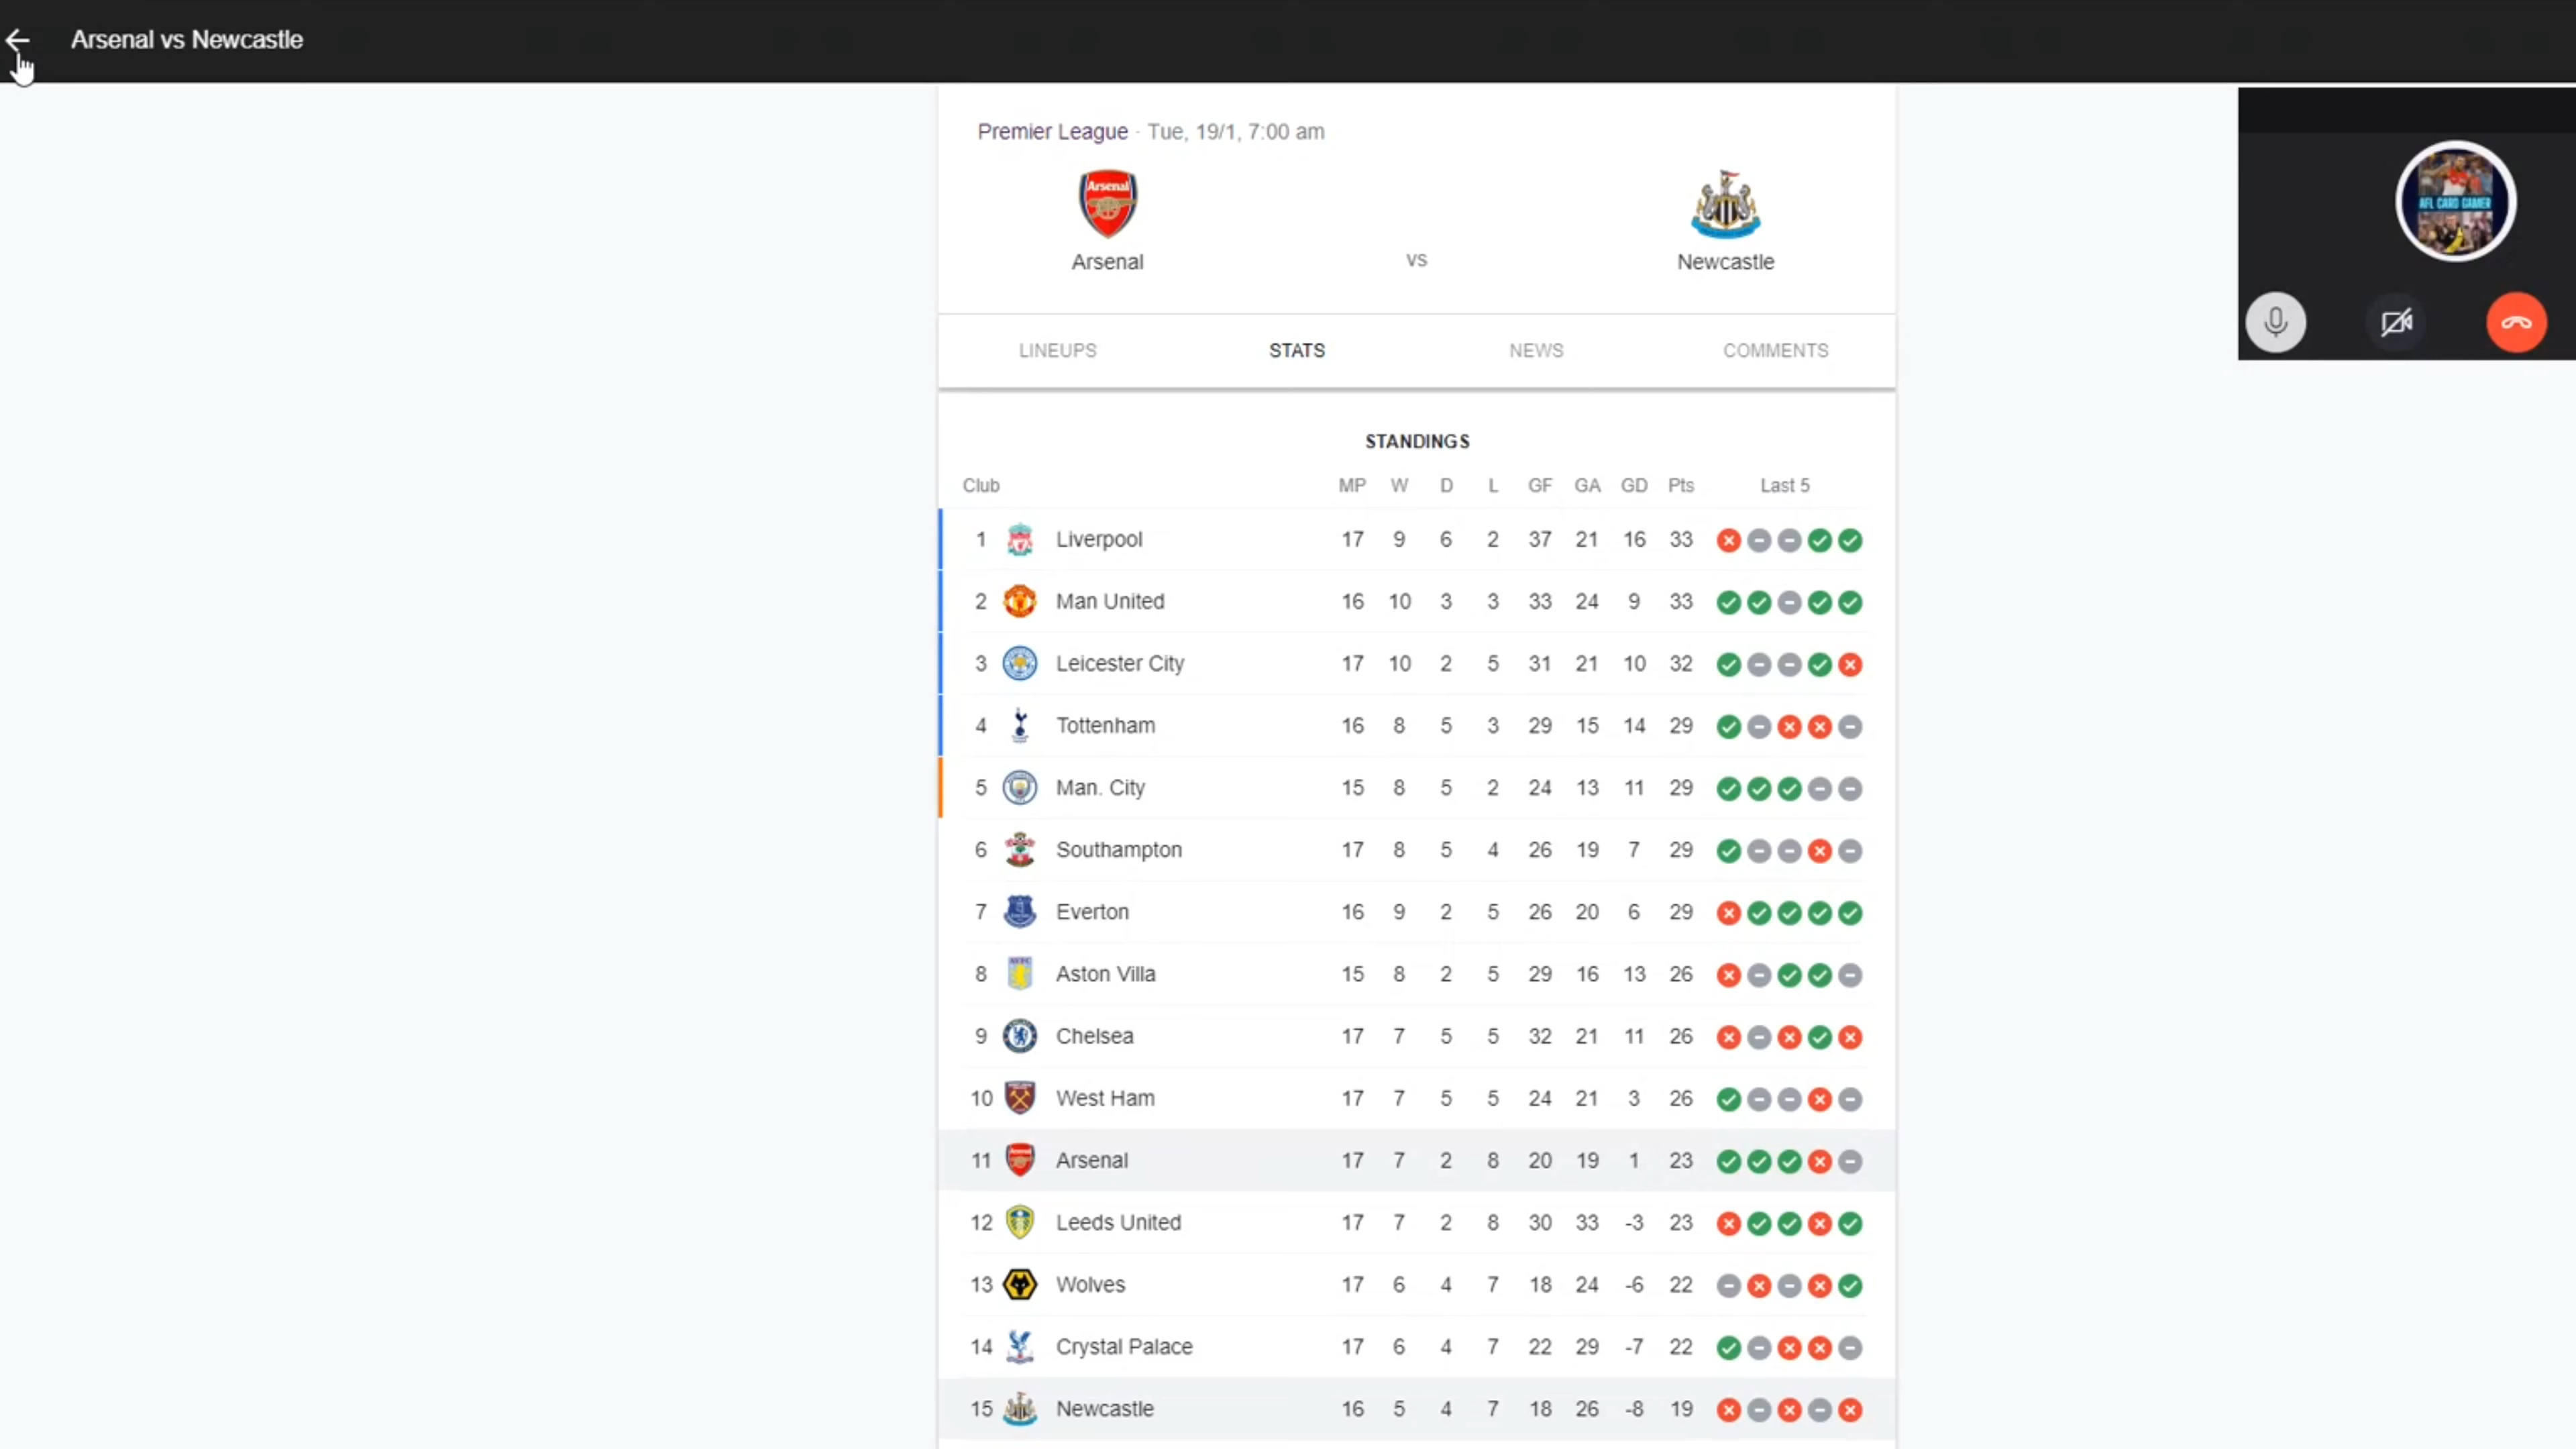 Arsenal vs Newcastle
Premier League · Tue, 19/1, 7:00 am
Arsenal
AFL CARD GAMER
Arsenal vs Newcastle
LINEUPS STATS NEWS COMMENTS
STANDINGS
Club MP W D L GF GA GD Pts Last 5
1 Liverpool 17 9 6 2 37 21 16 33
2 Man United 16 10 3 3 33 24 9 33
3 Leicester City 17 10 2 5 31 21 10 32
4 Tottenham 16 8 5 3 29 15 14 29
5 Man. City 15 8 5 2 24 13 11 29
6 Southampton 17 8 5 4 26 19 7 29
7 Everton 16 9 2 5 26 20 6 29
8 Aston Villa 15 8 2 5 29 16 13 26
9 Chelsea 17 7 5 5 32 21 11 26
10 West Ham 17 7 5 5 24 21 3 26
11 Arsenal 17 7 2 8 20 19 1 23
12 Leeds United 17 7 2 8 30 33 -3 23
13 Wolves 17 6 4 7 18 24 -6 22
14 Crystal Palace 17 6 4 7 22 29 -7 22
15 Newcastle 16 5 4 7 18 26 -8 19